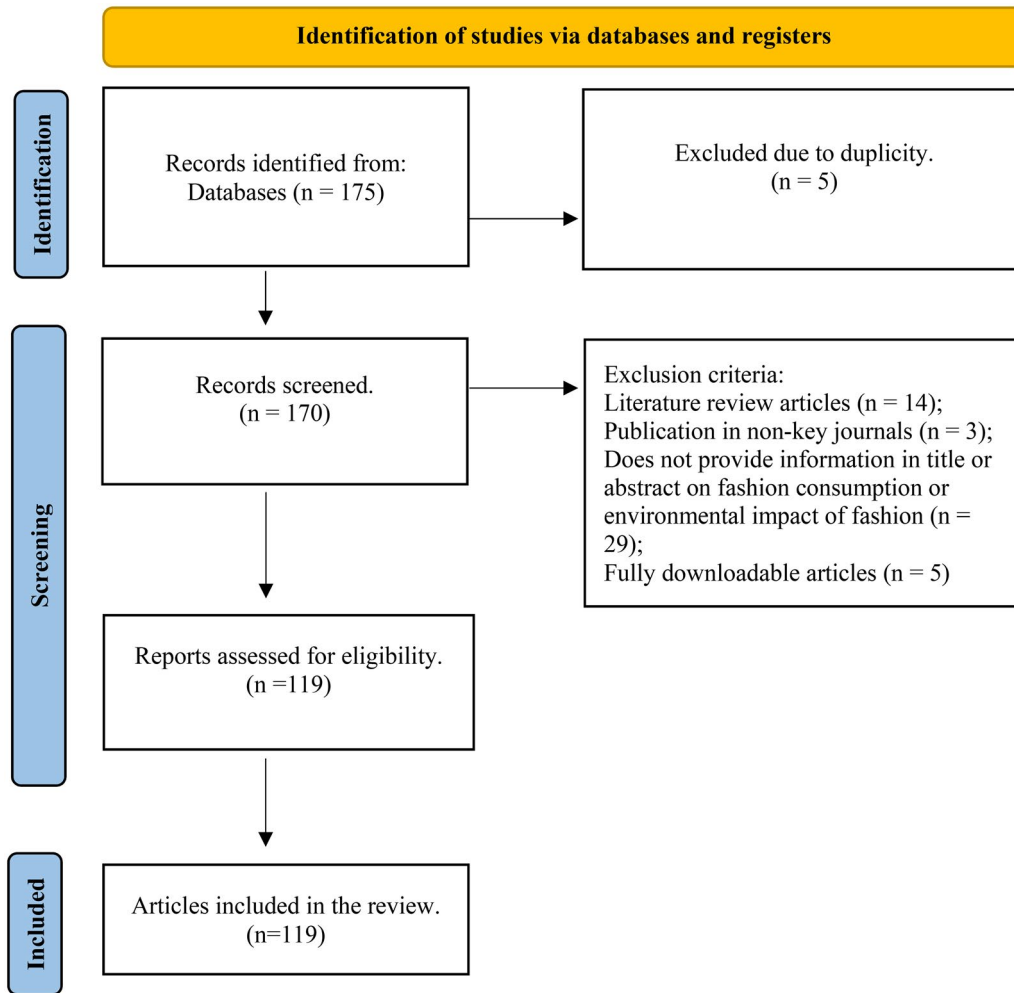 Identification of studies via databases and registers
Identification
Records identified from:
Databases (n = 175)
Excluded due to duplicity.
(n = 5)
Screening
Records screened.
(n = 170)
Exclusion criteria:
Literature review articles (n = 14);
Publication in non-key journals (n = 3);
Does not provide information in title or
abstract on fashion consumption or
environmental impact of fashion (n =
29);
Fully downloadable articles (n = 5)
Reports assessed for eligibility.
(n =119)
Included
Articles included in the review.
(n=119)